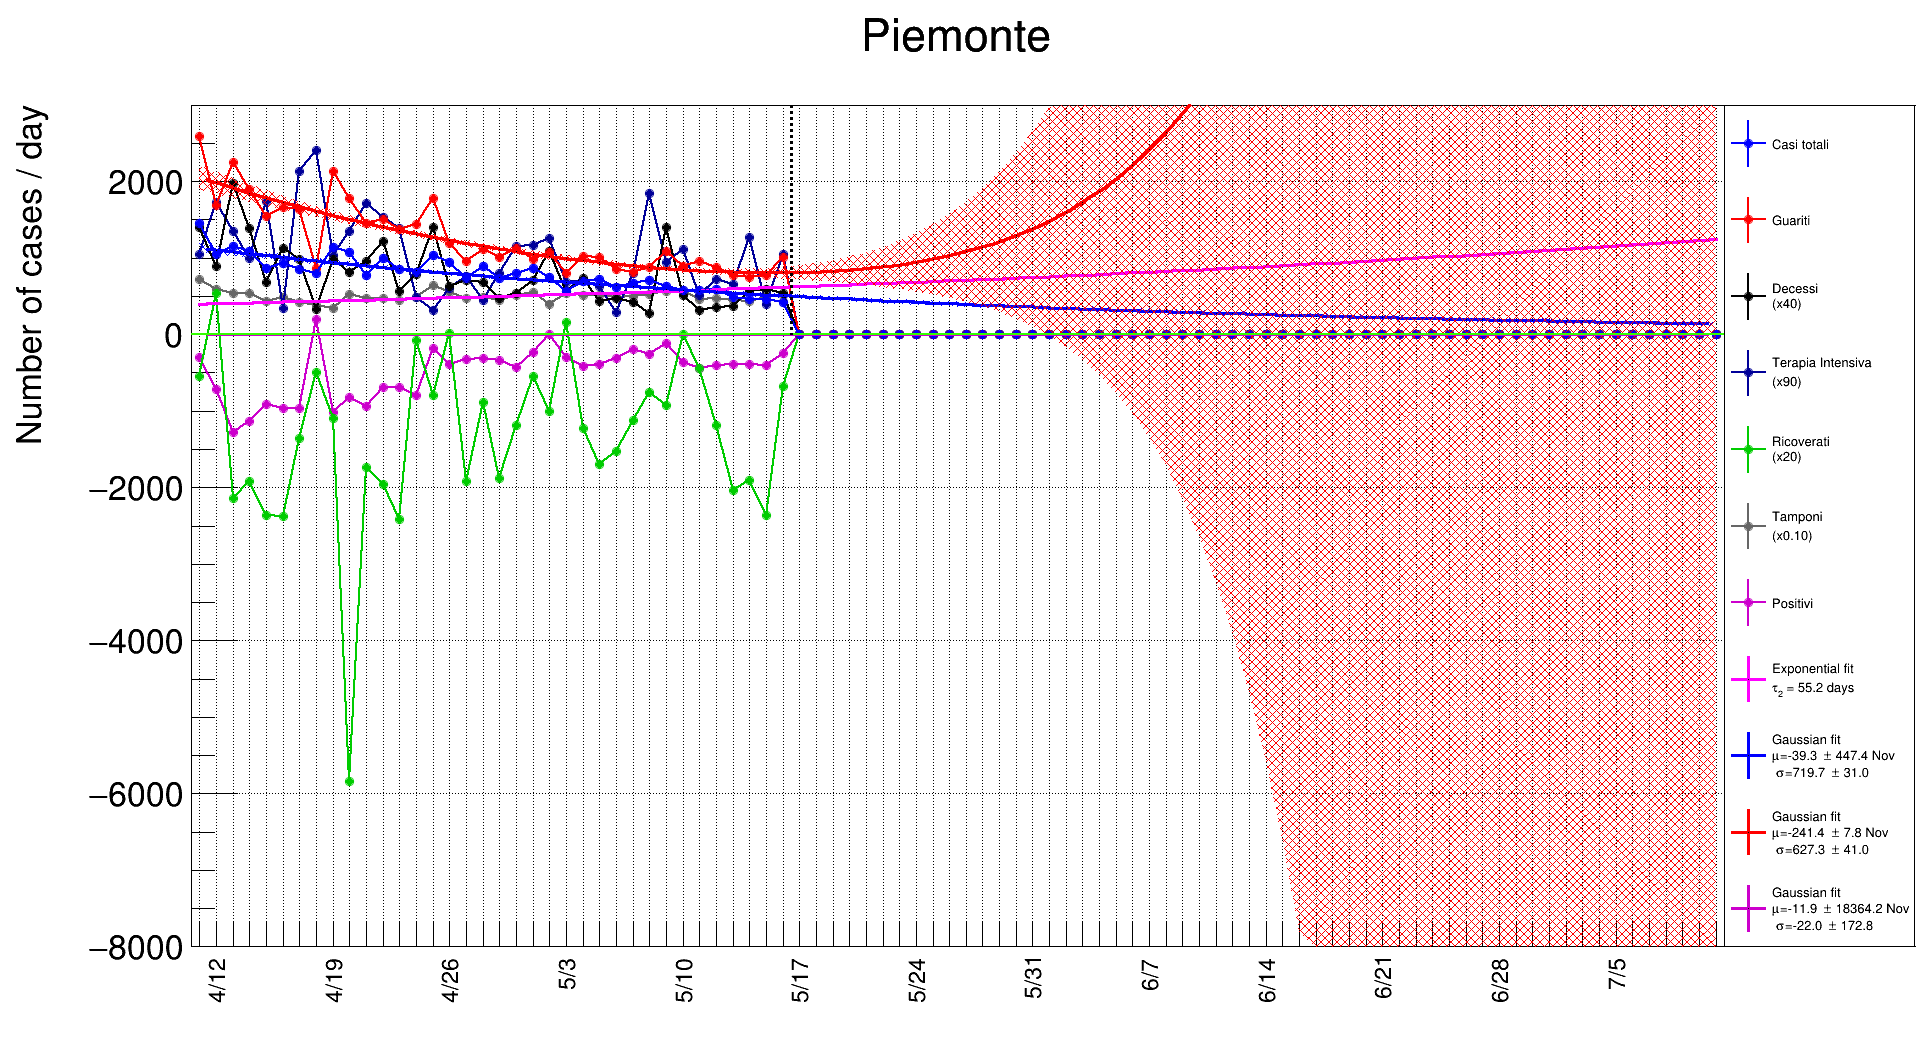 Piemonte
Number of cases / day
2000
0
−2000
−4000
−6000
−8000
4/12
4/19
4/26
5/3
5/10
5/17
5/24
5/31
6/7
6/14
6/21
6/28
7/5
Casi totali
Guariti
Decessi
(x40)
Terapia Intensiva
(x90)
Ricoverati
(x20)
Tamponi
(x0.10)
Positivi
Exponential fit
τ2 = 55.2 days
Gaussian fit
μ=-39.3 ± 447.4 Nov
σ=719.7 ± 31.0
Gaussian fit
μ=-241.4 ± 7.8 Nov
σ=627.3 ± 41.0
Gaussian fit
μ=-11.9 ± 18364.2 Nov
σ=-22.0 ± 172.8